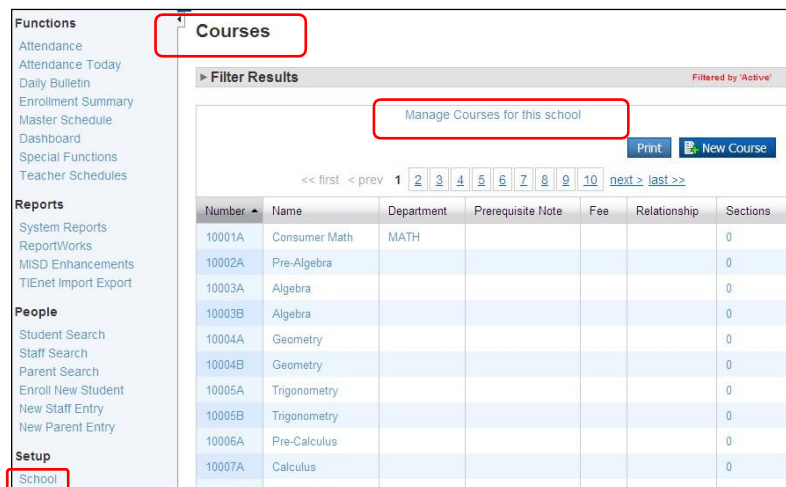 Functions
Attendance
Attendance Today
Daily Bulletin
Enrollment Summary
Master Schedule
Dashboard
Special Functions
Teacher Schedules
Reports
System Reports
ReportWorks
MISD Enhancements
TIEnet Import Export
People
Student Search
Staff Search
Parent Search
Enroll New Student
New Staff Entry
New Parent Entry
Setup
School
Courses
Filter Results Filtered by 'Active'
Manage Courses for this school
Print New Course
<< first < prev 1 2 3 4 5 6 7 8 9 10 next > last >>
Number Name Department Prerequisite Note Fee Relationship Sections
10001A Consumer Math MATH 0
10002A Pre-Algebra 0
10003A Algebra 0
10003B Algebra 0
10004A Geometry 0
10004B Geometry 0
10005A Trigonometry 0
10005B Trigonometry 0
10006A Pre-Calculus 0
10007A Calculus 0